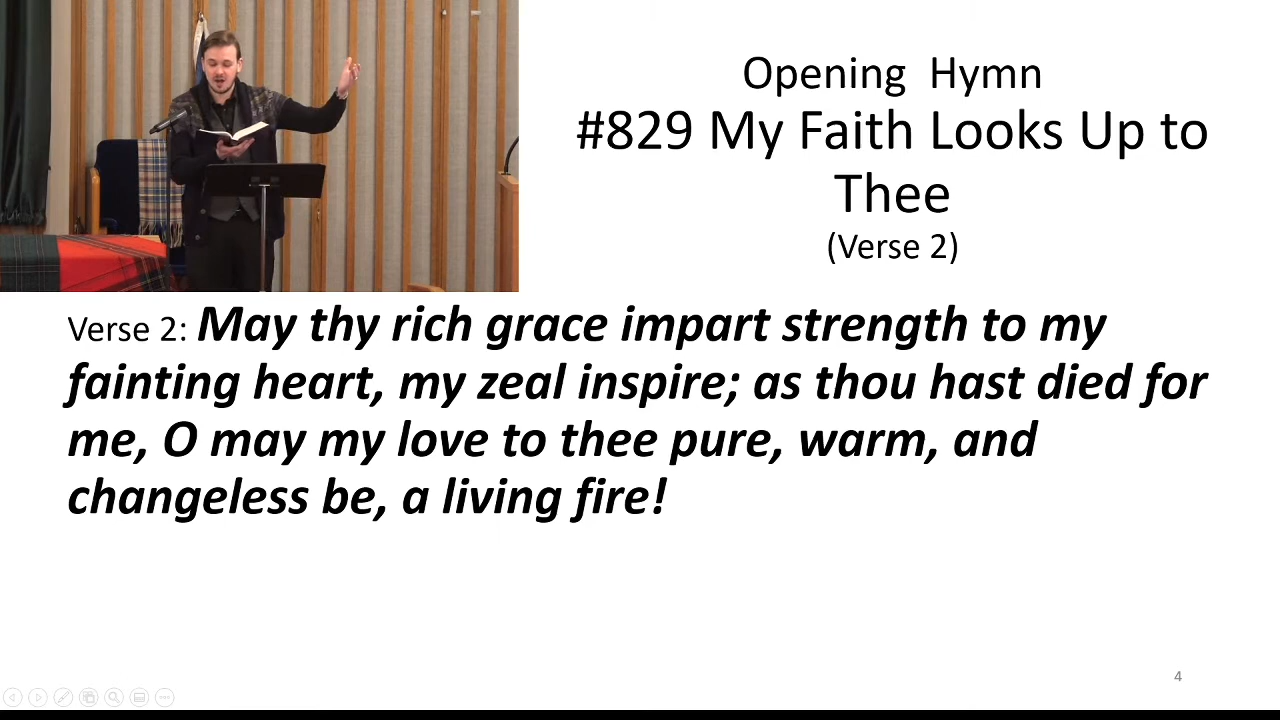 Opening Hymn
#829 My Faith Looks Up to
Thee
(Verse 2)
Verse 2: May thy rich grace impart strength to my
fainting heart, my zeal inspire; as thou hast died for
me, O may my love to thee pure, warm, and
changeless be, a living fire!
4